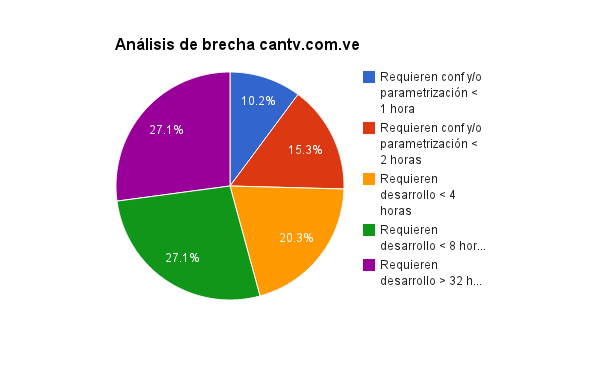 Análisis de brecha cantv.com.ve
10.2%
15.3%
20.3%
27.1%
27.1%
Requieren conf y/o
parametrización <
1 hora
Requieren conf y/o
parametrización <
2 horas
Requieren
desarrollo < 4
horas
Requieren
desarrollo < 8 hor...
Requieren
desarrollo > 32 h...